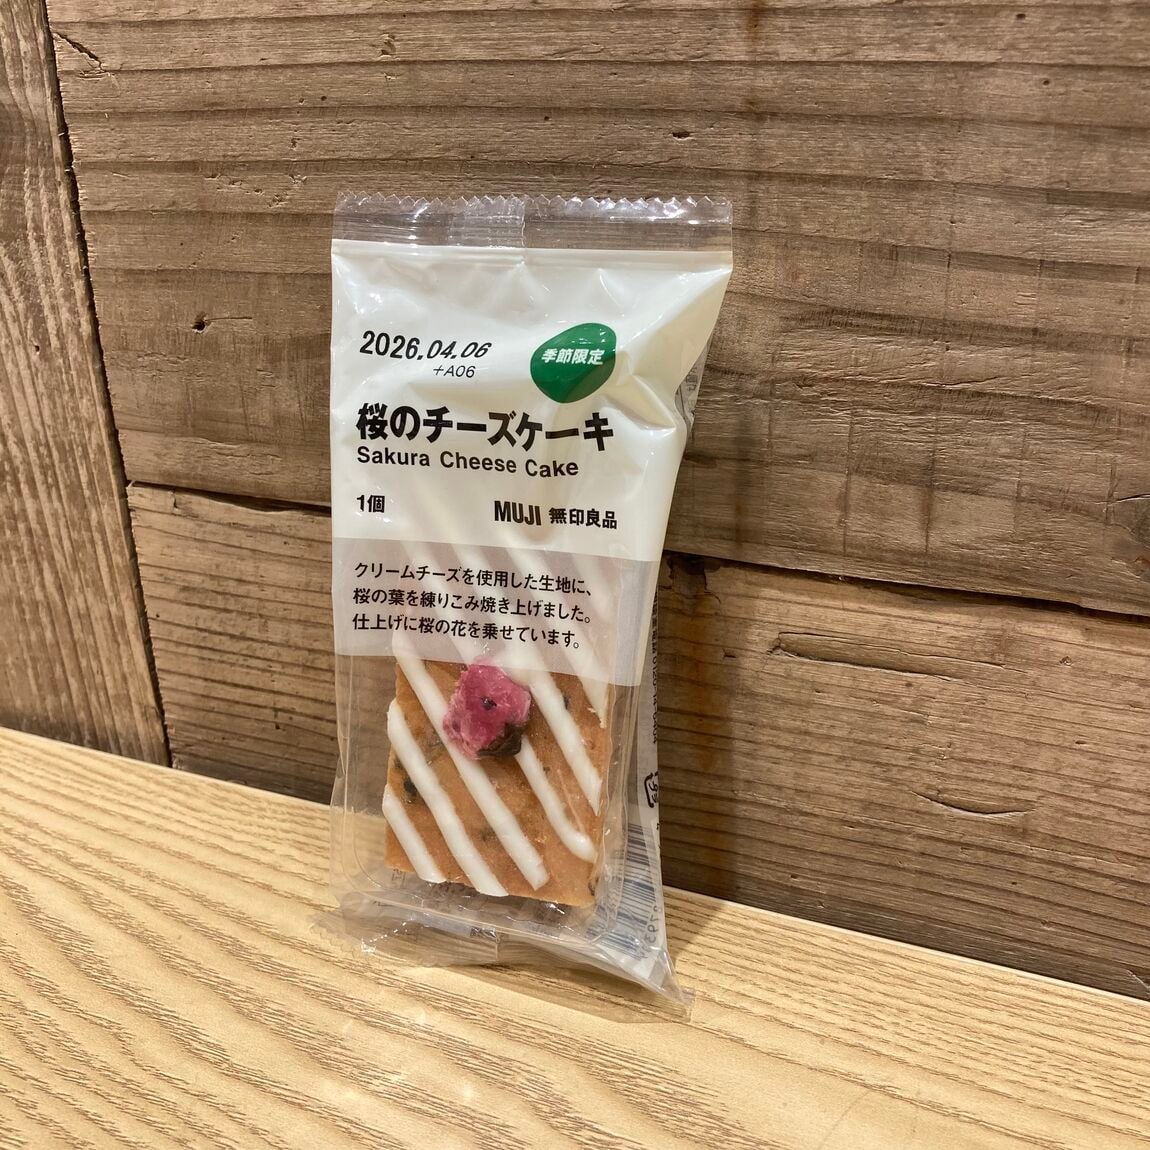 2026.04.06
+A06
季節限定
桜のチーズケーキ
Sakura Cheese Cake
1個
MUJI 無印良品
クリームチーズを使用した生地に、
桜の葉を練りこみ焼き上げました。
仕上げに桜の花を乗せています。